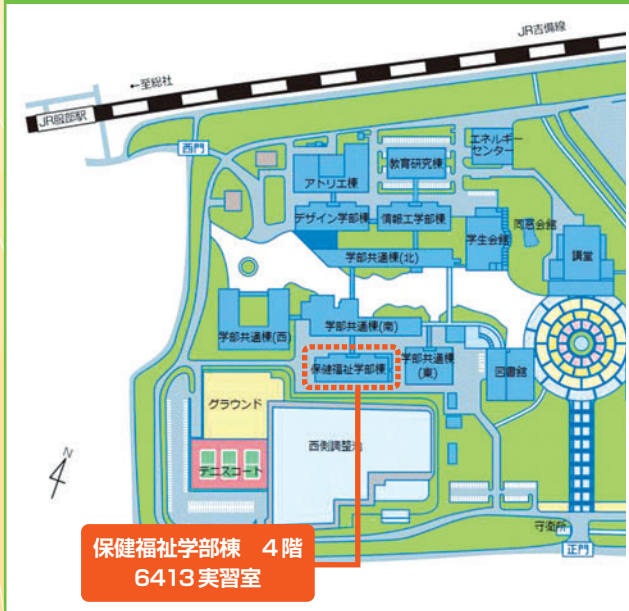 JR吉備線
←至総社
JR服部駅
西門
エネルギー
センター
教育研究棟
アトリエ棟
デザイン学部棟
情報工学部棟
学生会館
同窓会館
講堂
学部共通棟(北)
学部共通棟(西)
学部共通棟(南)
保健福祉学部棟
学部共通棟
(東)
図書館
グラウンド
西側調整池
テニスコート
N
守衛所
正門
保健福祉学部棟 4階
6413実習室